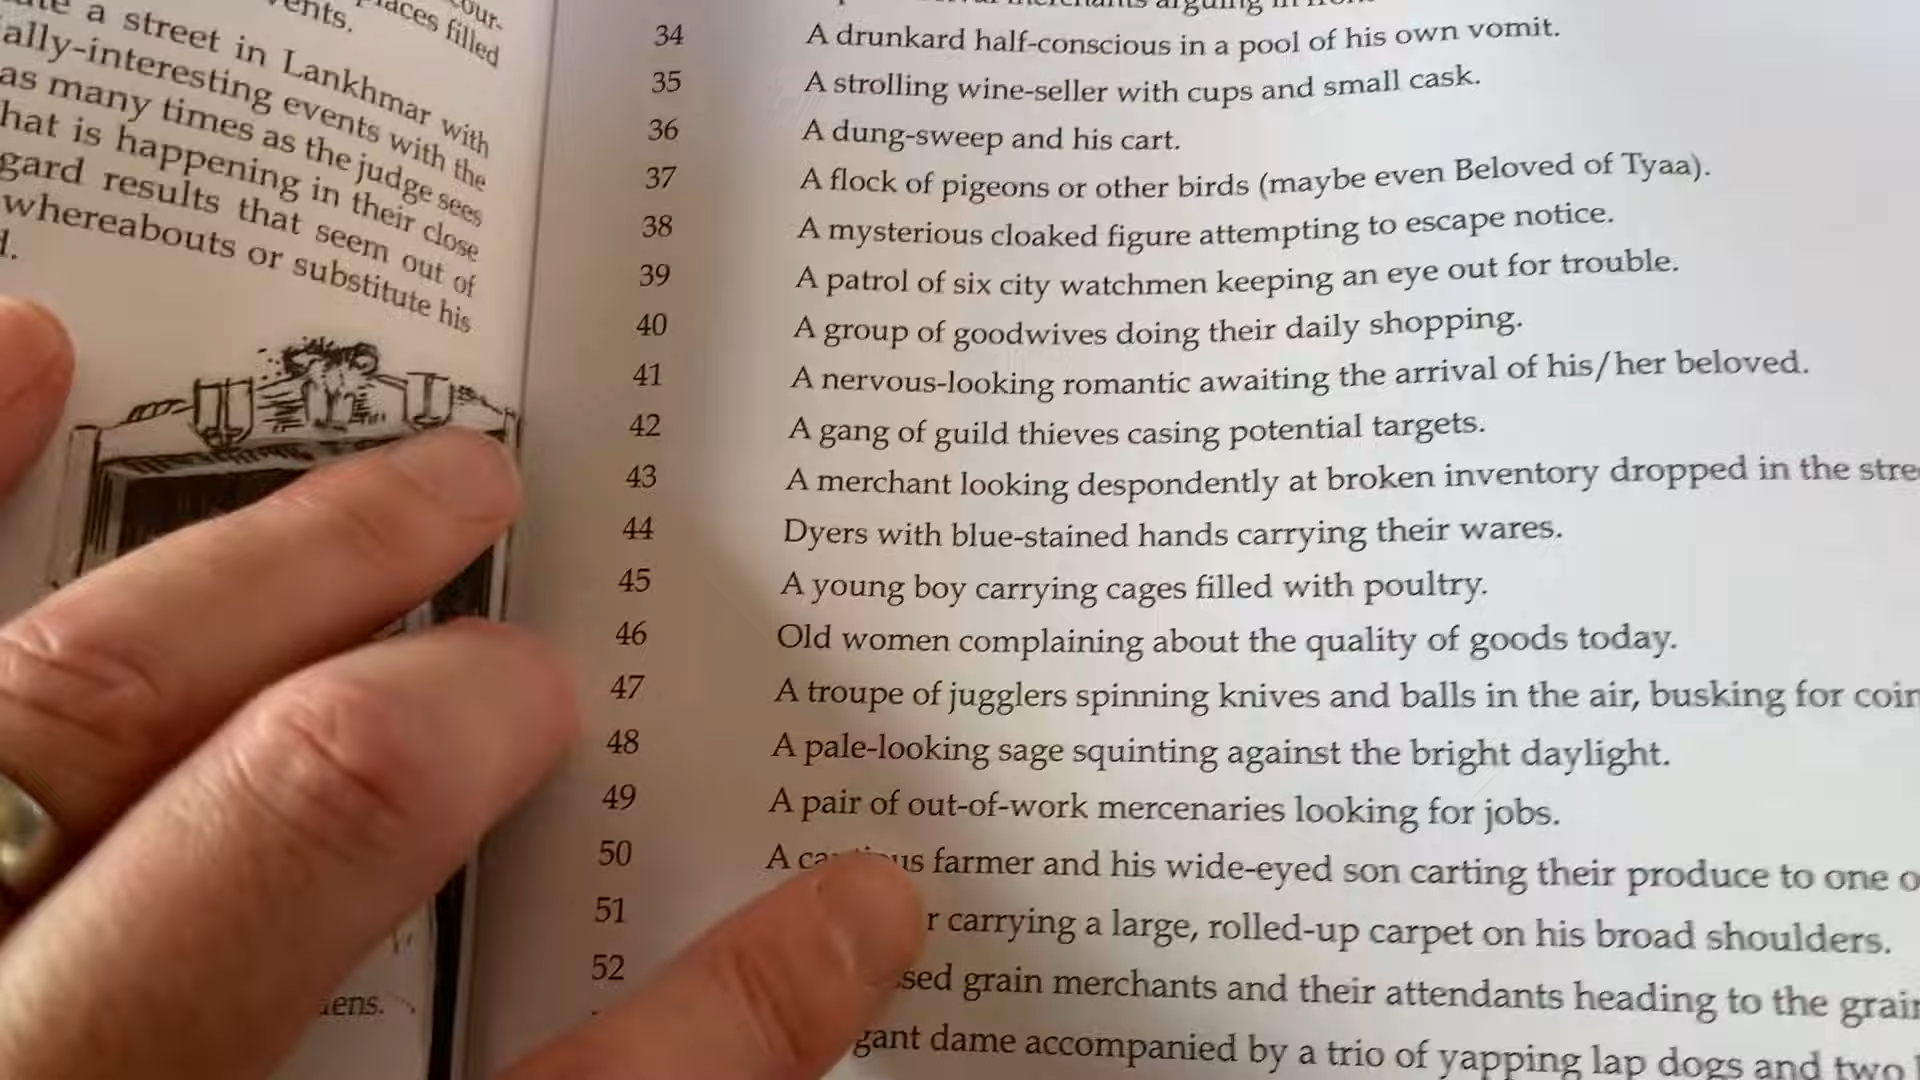 vents.
places filled
a street in Lankhmar with
ally-interesting events with the
as many times as the judge sees
hat is happening in their close
gard results that seem out of
whereabouts or substitute his
d.
ens.
merchants arguing in
34 A drunkard half-conscious in a pool of his own vomit.
35 A strolling wine-seller with cups and small cask.
36 A dung-sweep and his cart.
37 A flock of pigeons or other birds (maybe even Beloved of Tyaa).
38 A mysterious cloaked figure attempting to escape notice.
39 A patrol of six city watchmen keeping an eye out for trouble.
40 A group of goodwives doing their daily shopping.
41 A nervous-looking romantic awaiting the arrival of his/her beloved.
42 A gang of guild thieves casing potential targets.
43 A merchant looking despondently at broken inventory dropped in the stre
44 Dyers with blue-stained hands carrying their wares.
45 A young boy carrying cages filled with poultry.
46 Old women complaining about the quality of goods today.
47 A troupe of jugglers spinning knives and balls in the air, busking for coin
48 A pale-looking sage squinting against the bright daylight.
49 A pair of out-of-work mercenaries looking for jobs.
50 A farmer and his wide-eyed son carting their produce to one o
51 r carrying a large, rolled-up carpet on his broad shoulders.
52 sed grain merchants and their attendants heading to the grain
gant dame accompanied by a trio of yapping lap dogs and two